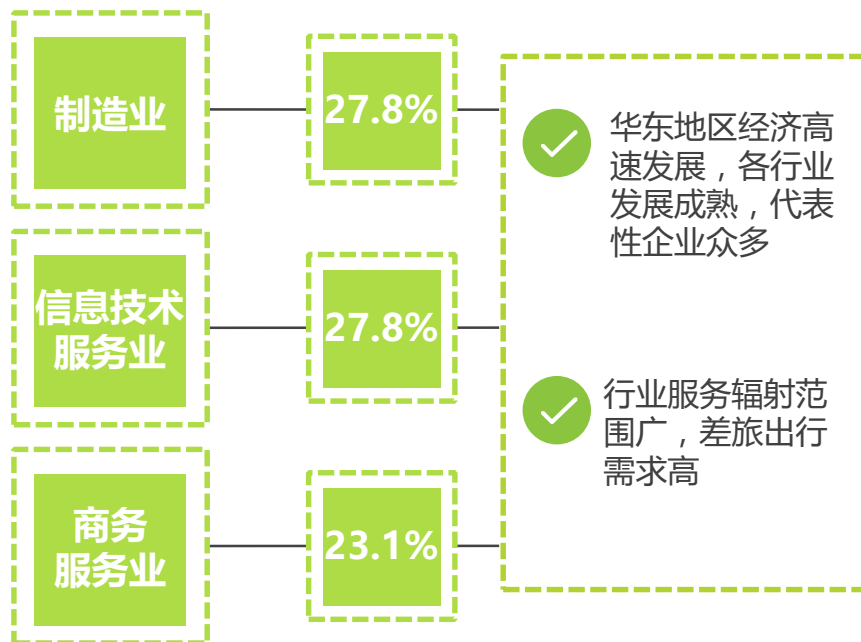 制造业
27.8%
华东地区经济高
速发展，各行业
发展成熟，代表
性企业众多
信息技术
服务业
27.8%
行业服务辐射范
围广，差旅出行
需求高
商务
服务业
23.1%